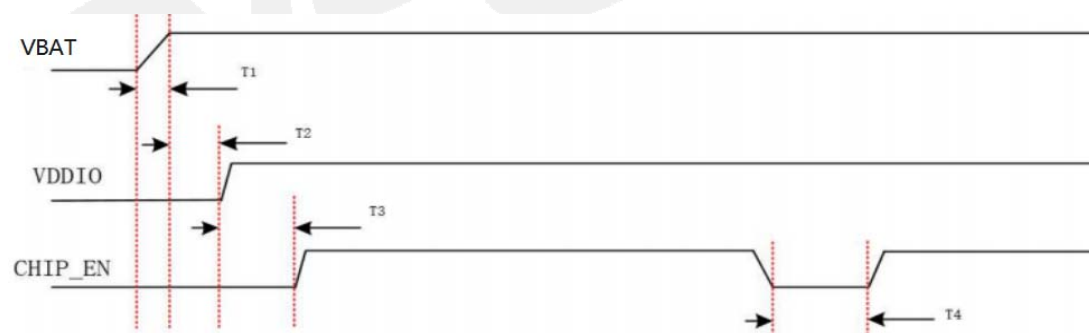 VBAT
T1
T2
VDDIO
T3
CHIP_EN
T4